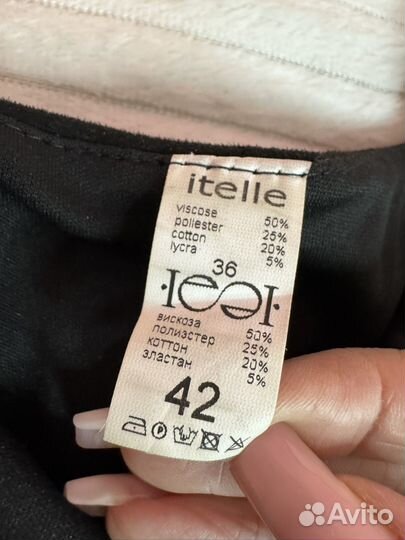 itelle
viscose 50%
poliester 25%
cotton 20%
lycra 5%
36
вискоза 50%
полиэстер 25%
коттон 20%
эластан 5%
42
Avito